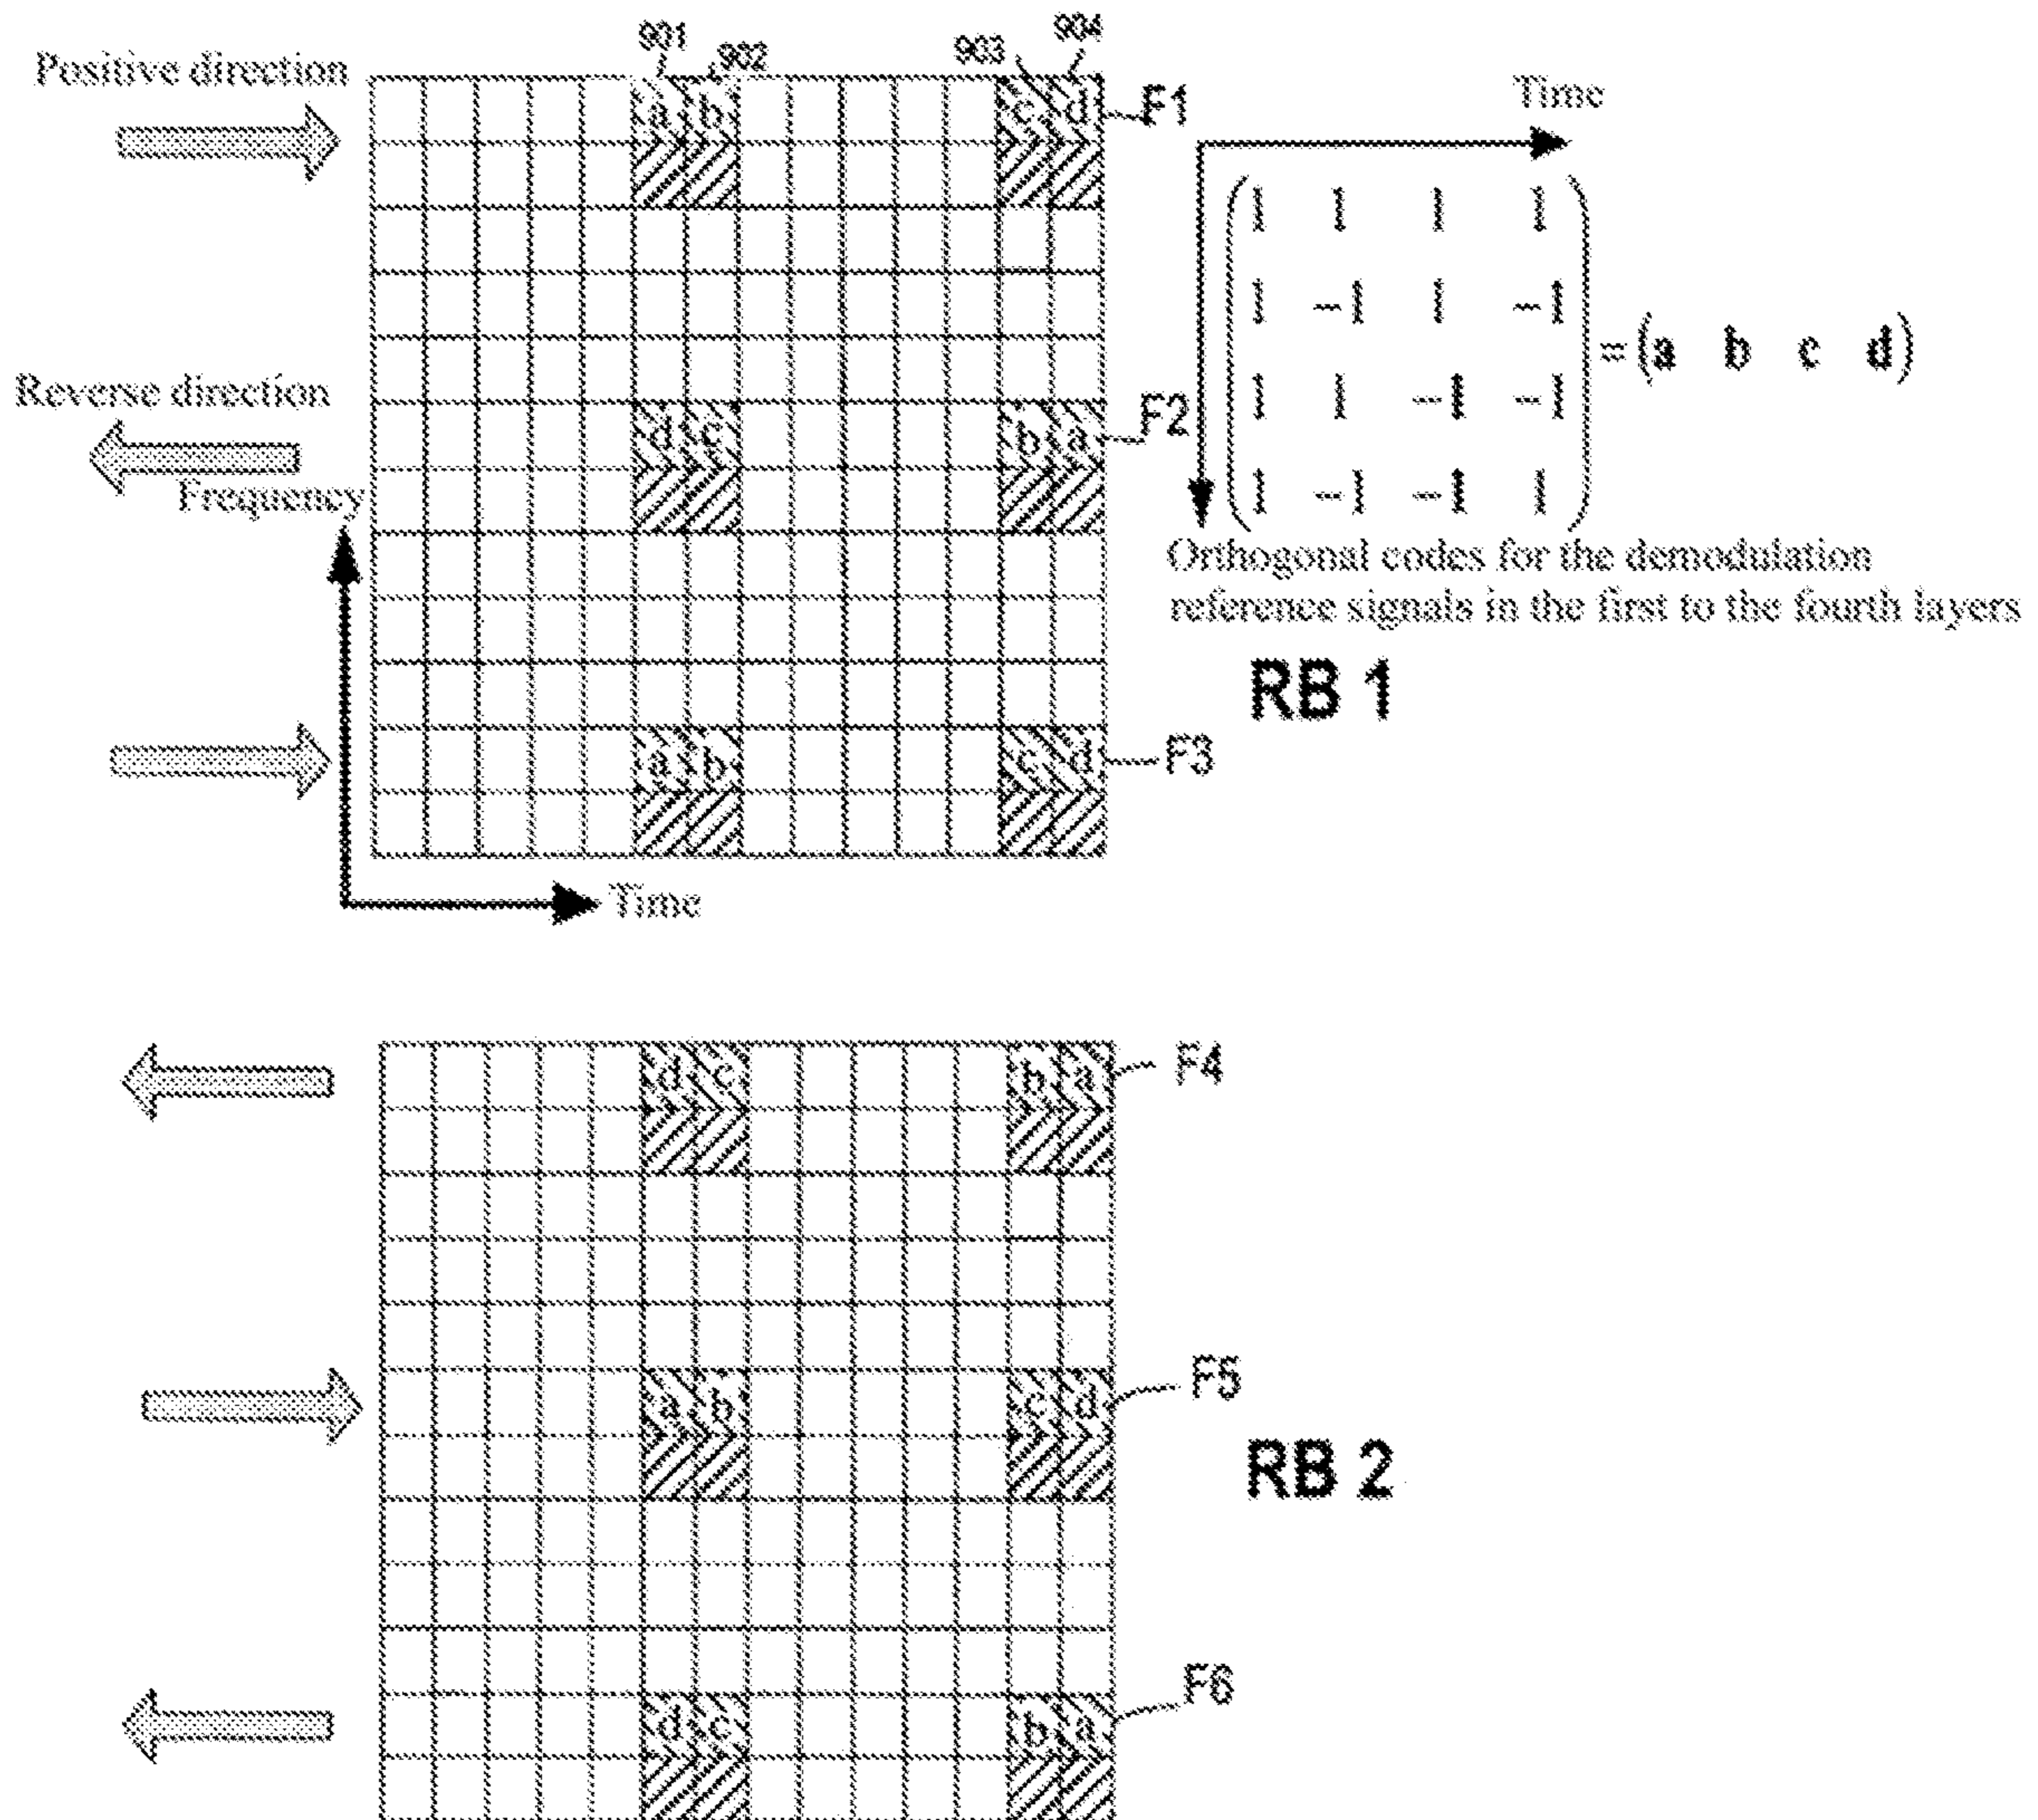 901
902
903
904
Positive direction
a b c d
F1
Time
1 1 1 1
1 -1 1 -1
1 1 -1 -1
1 -1 -1 1
= (a b c d)
Reverse direction
d c b a
F2
Frequency
Orthogonal codes for the demodulation
reference signals in the first to the fourth layers
RB 1
a b c d
F3
Time
d c b a
F4
a b c d
F5
RB 2
d c b a
F6